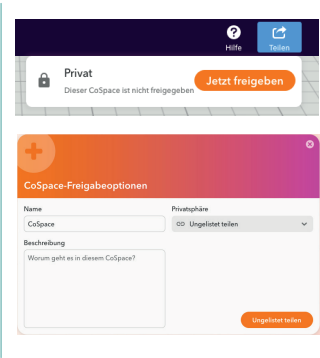 Hilfe
Teilen
Privat
Dieser CoSpace ist nicht freigegeben
Jetzt freigeben
CoSpace-Freigabeoptionen
Name
Privatsphäre
CoSpace
Ungelistet teilen
Beschreibung
Worum geht es in diesem CoSpace?
Ungelistet teilen